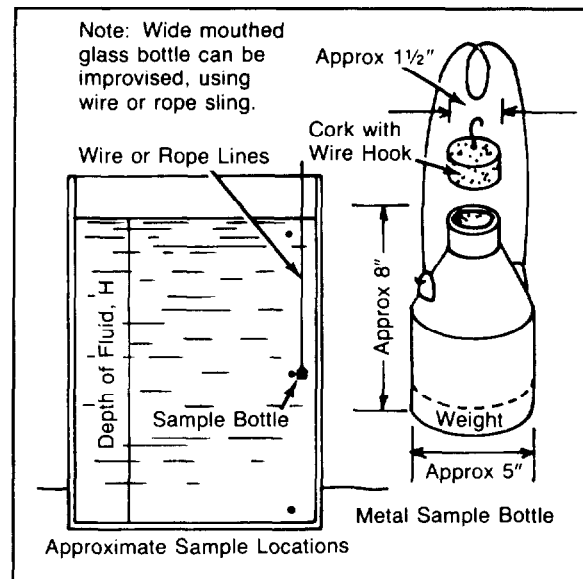 Note: Wide mouthed
glass bottle can be
improvised, using
wire or rope sling.
Wire or Rope Lines
Depth of Fluid, H
Sample Bottle
Approximate Sample Locations
Approx 1½"
Cork with
Wire Hook
Approx 8"
Weight
Approx 5"
Metal Sample Bottle